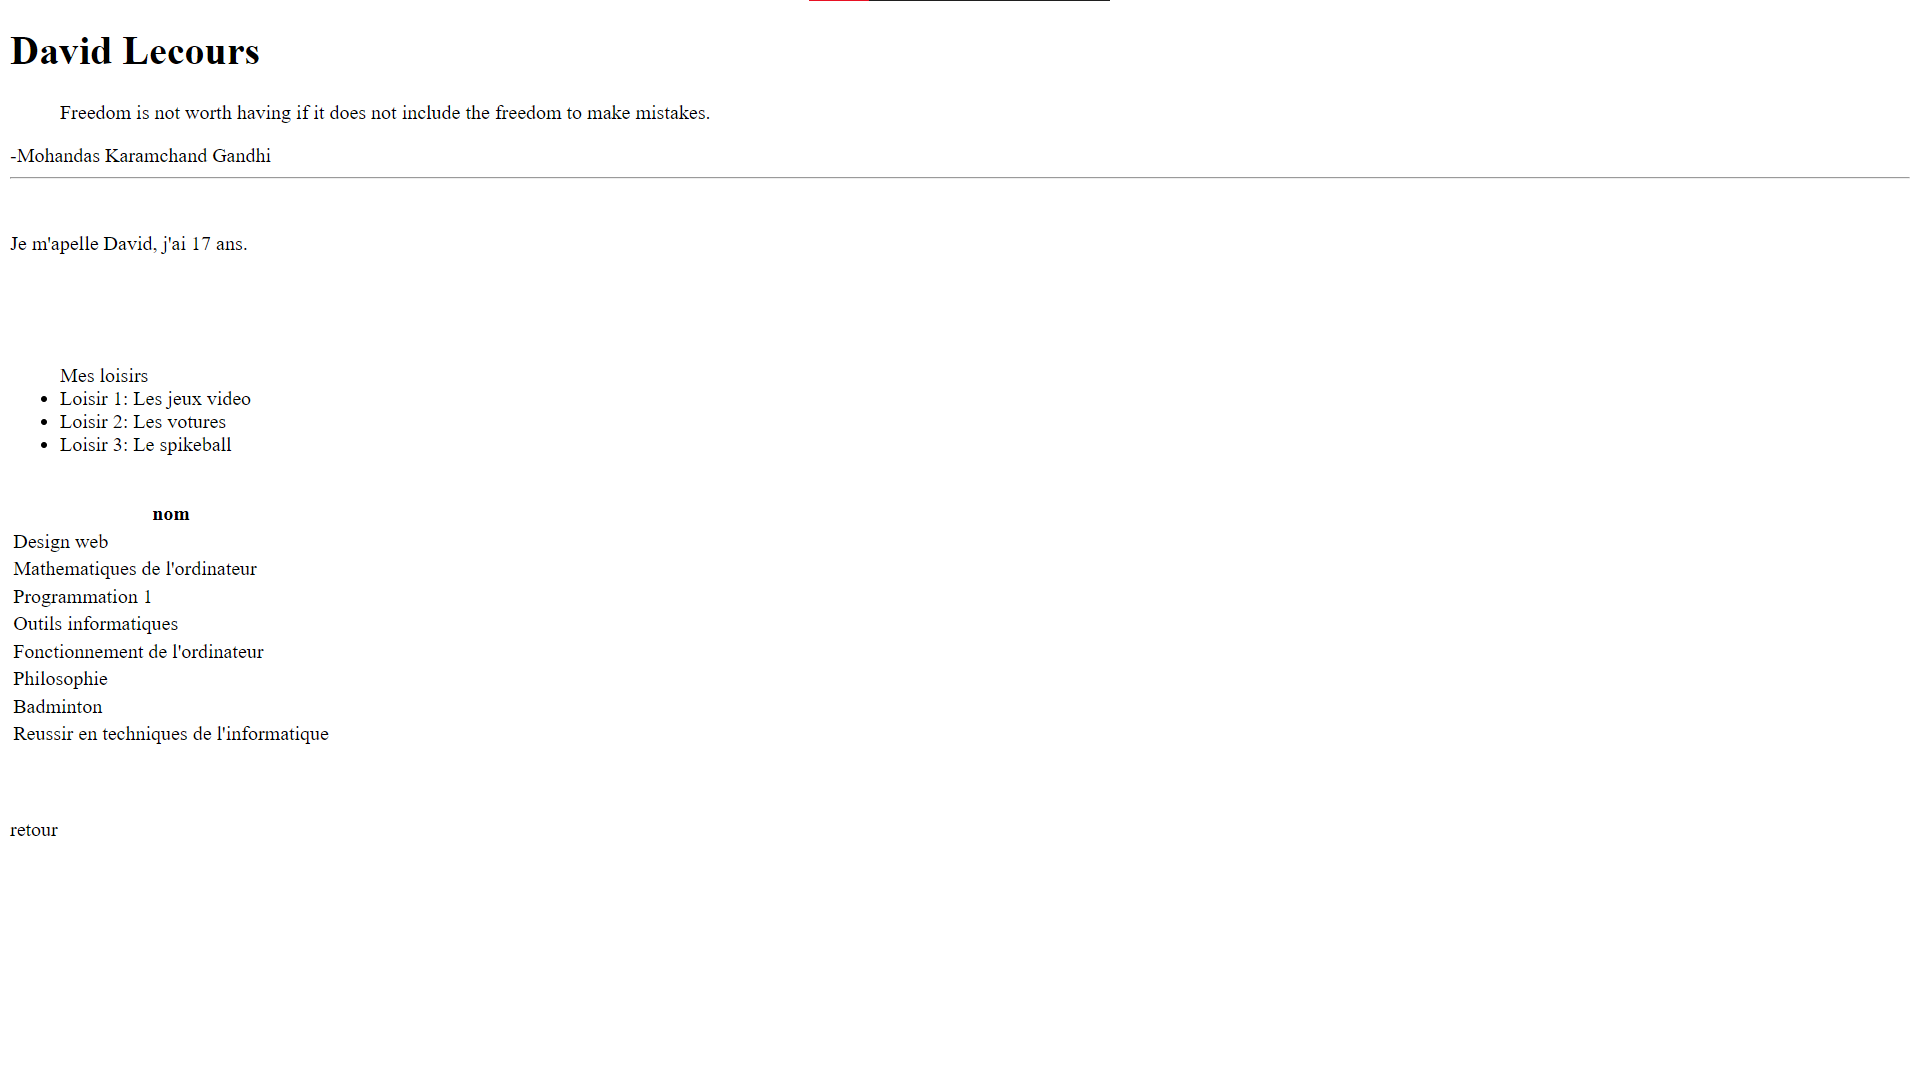 David Lecours
Freedom is not worth having if it does not include the freedom to make mistakes.
-Mohandas Karamchand Gandhi
Je m'apelle David, j'ai 17 ans.
Mes loisirs
Loisir 1: Les jeux video
Loisir 2: Les votures
Loisir 3: Le spikeball
nom
Design web
Mathematiques de l'ordinateur
Programmation 1
Outils informatiques
Fonctionnement de l'ordinateur
Philosophie
Badminton
Reussir en techniques de l'informatique
retour